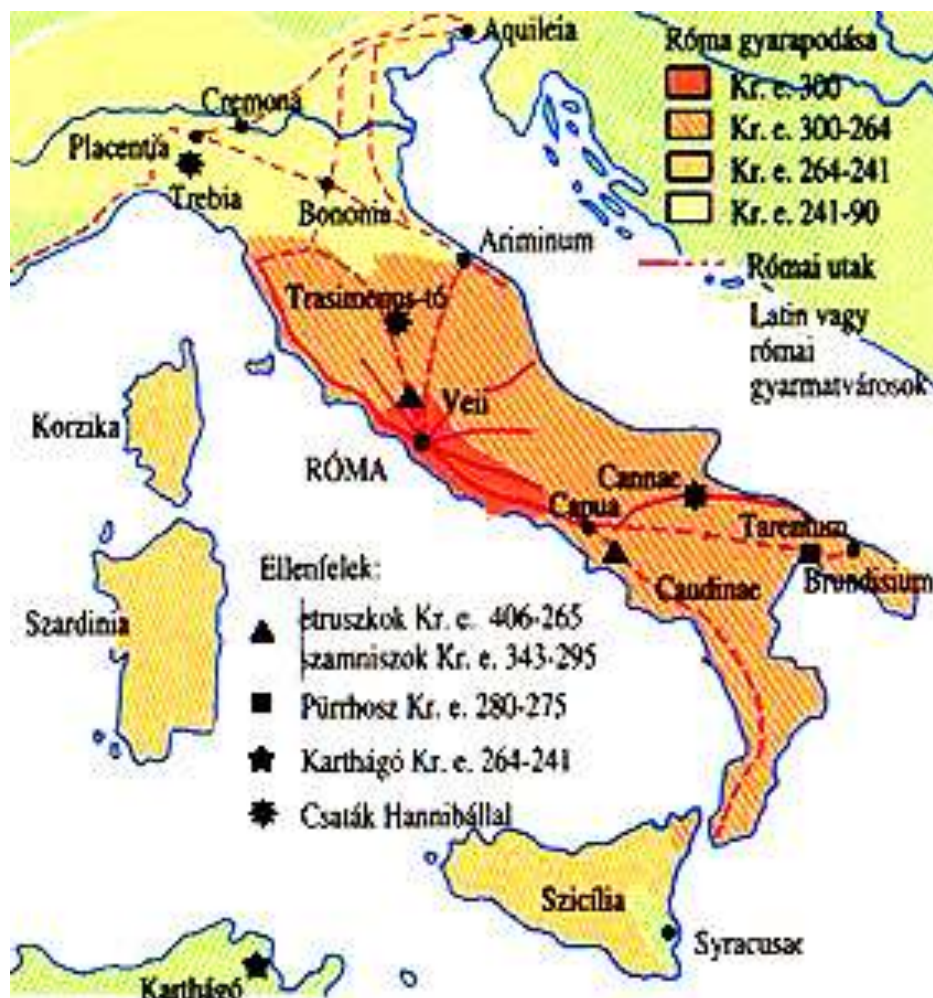 Aquileia
Róma gyarapodása
Kr. e. 300
Kr. e. 300-264
Kr. e. 264-241
Kr. e. 241-90
Római utak
Latin vagy
római
gyarmatvárosok
Cremona
Placentia
Trebia
Bononia
Ariminum
Trasimenus-tó
Veii
Korzika
RÓMA
Cannae
Capua
Tarentum
Brundisium
Caudinae
Szardinia
Ellenfelek:
etruszkok Kr. e. 406-265
szamniszok Kr. e. 343-295
Pürrhosz Kr. e. 280-275
Karthágó Kr. e. 264-241
Csaták Hannibállal
Szicília
Syracusae
Karthágó